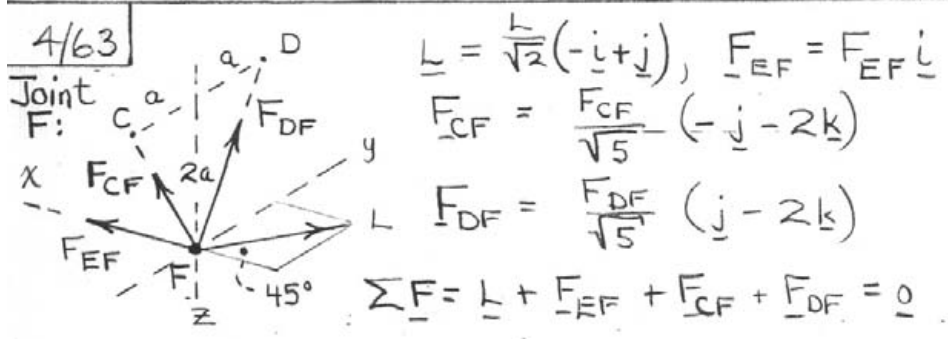 4/63
Joint
F:
a
a
D
C
2a
F_DF
F_CF
x
y
F_EF
L
F
45°
z
L = L/√2 (-i + j), F_EF = F_EF i
F_CF = F_CF/√5 (-j - 2k)
F_DF = F_DF/√5 (j - 2k)
ΣF = L + F_EF + F_CF + F_DF = 0